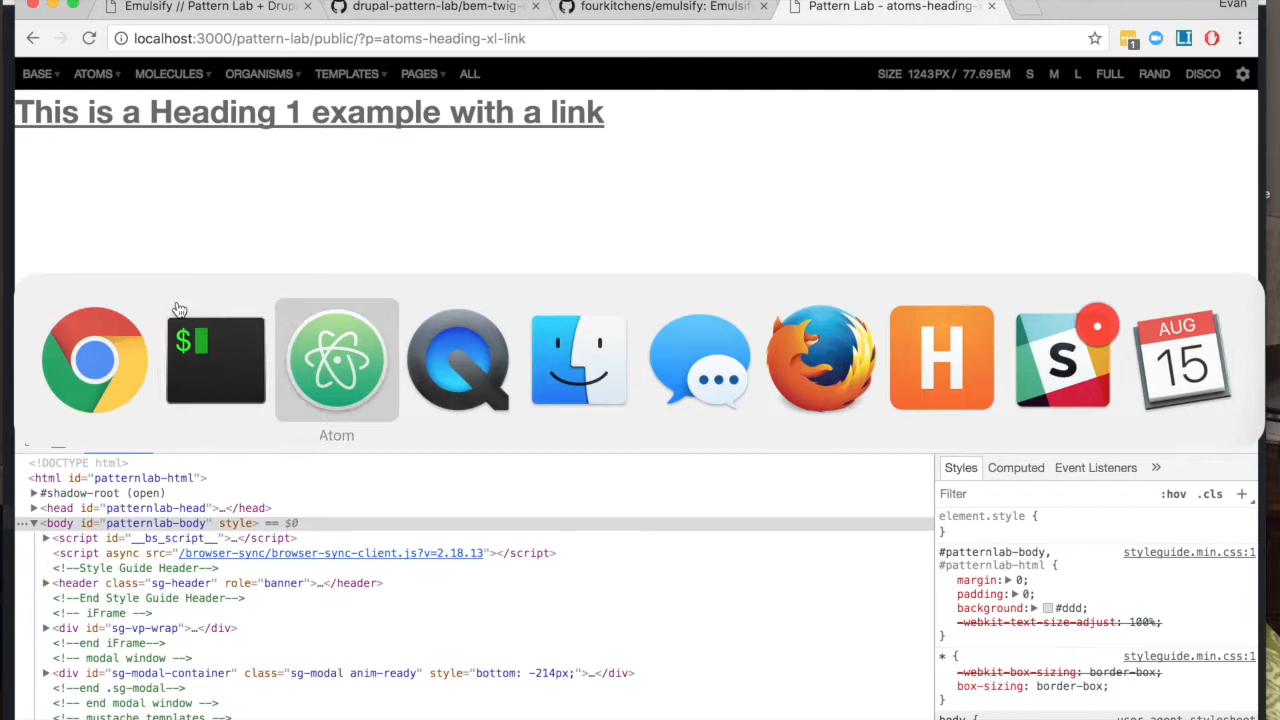 Emulsify // Pattern Lab + Drup
drupal-pattern-lab/bem-twig-
fourkitchens/emulsify: Emulsif
Pattern Lab - atoms-heading-
Evan
localhost:3000/pattern-lab/public/?p=atoms-heading-xl-link
1
BASE ATOMS MOLECULES ORGANISMS TEMPLATES PAGES ALL SIZE 1243PX / 77.69EM S M L FULL RAND DISCO
This is a Heading 1 example with a link
$
H
S
AUG
15
Atom
<!DOCTYPE html>
<html id="patternlab-html">
#shadow-root (open)
<head id="patternlab-head">…</head>
<body id="patternlab-body" style> == $0
<script id="__bs_script__">…</script>
<script async src="/browser-sync/browser-sync-client.js?v=2.18.13"></script>
<!--Style Guide Header-->
<header class="sg-header" role="banner">…</header>
<!--End Style Guide Header-->
<!-- iFrame -->
<div id="sg-vp-wrap">…</div>
<!--end iFrame-->
<!-- modal window -->
<div id="sg-modal-container" class="sg-modal anim-ready" style="bottom: -214px;">…</div>
<!--end .sg-modal-->
<!-- end modal window -->
<!-- mustache templates -->
Styles Computed Event Listeners »
Filter :hov .cls +
element.style {
}
#patternlab-body, styleguide.min.css:1
#patternlab-html {
margin: 0;
padding: 0;
background: #ddd;
-webkit-text-size-adjust: 100%;
}
* { styleguide.min.css:1
-webkit-box-sizing: border-box;
box-sizing: border-box;
}
body { user agent stylesheet